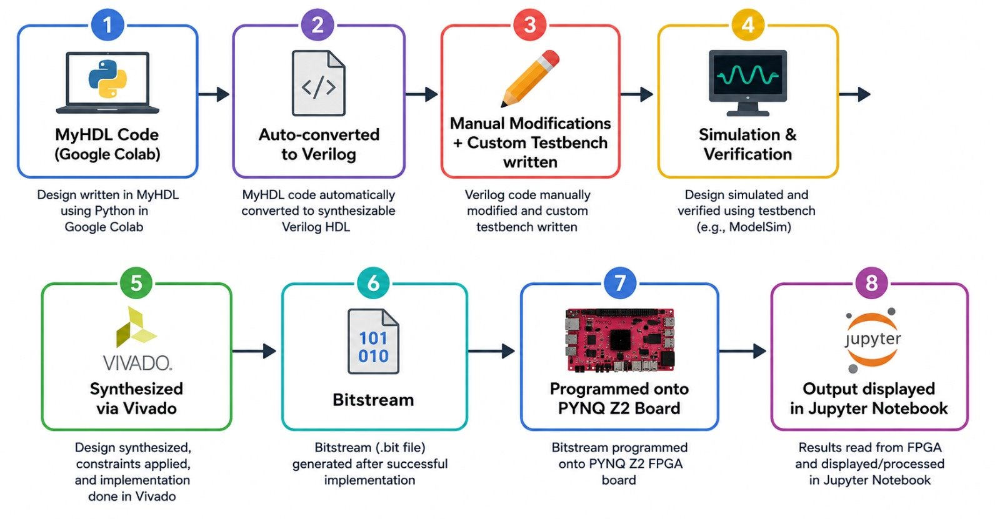 1
MyHDL Code
(Google Colab)
Design written in MyHDL
using Python in
Google Colab
2
</>
Auto-converted
to Verilog
MyHDL code automatically
converted to synthesizable
Verilog HDL
3
Manual Modifications
+ Custom Testbench
written
Verilog code manually
modified and custom
testbench written
4
Simulation &
Verification
Design simulated and
verified using testbench
(e.g., ModelSim)
5
VIVADO.
Synthesized
via Vivado
Design synthesized,
constraints applied,
and implementation
done in Vivado
6
101
010
Bitstream
Bitstream (.bit file)
generated after successful
implementation
7
Programmed onto
PYNQ Z2 Board
Bitstream programmed
onto PYNQ Z2 FPGA
board
8
jupyter
Output displayed
in Jupyter Notebook
Results read from FPGA
and displayed/processed
in Jupyter Notebook